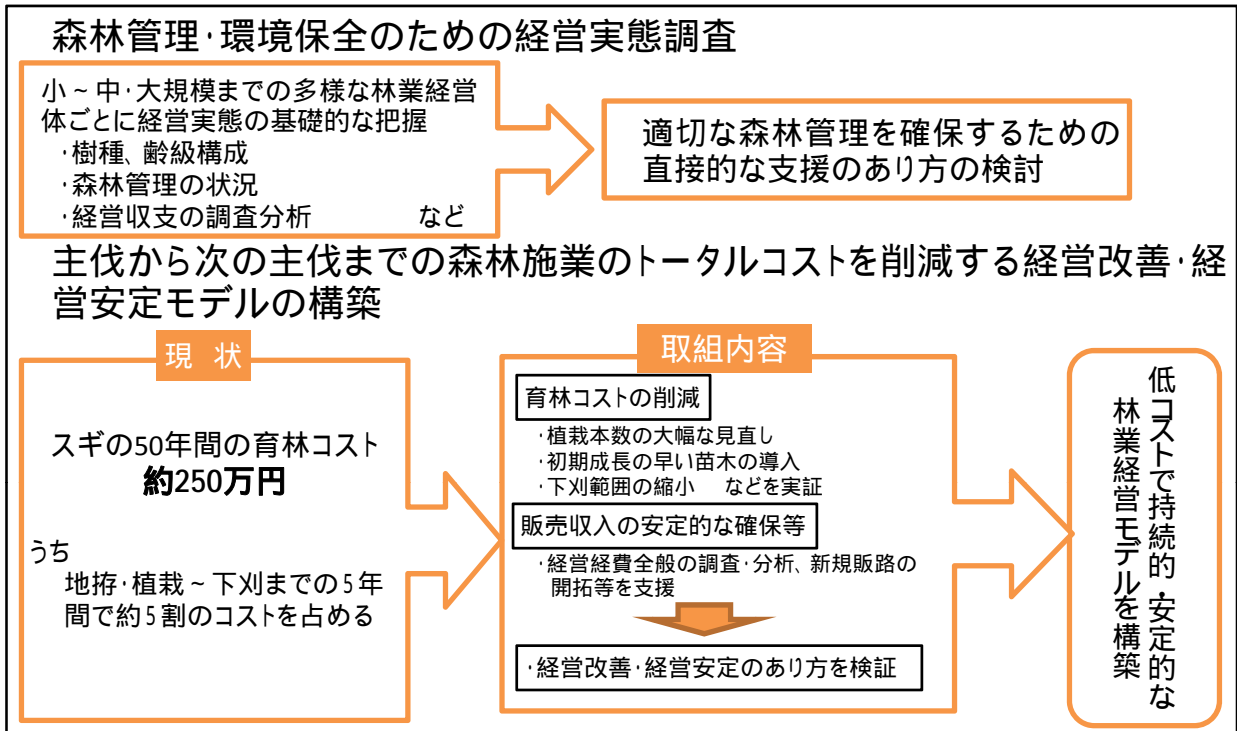 森林管理・環境保全のための経営実態調査
小～中・大規模までの多様な林業経営
体ごとに経営実態の基礎的な把握
・樹種、齢級構成
・森林管理の状況
・経営収支の調査分析　　　　など
適切な森林管理を確保するための
直接的な支援のあり方の検討
主伐から次の主伐までの森林施業のトータルコストを削減する経営改善・経
営安定モデルの構築
現 状
スギの50年間の育林コスト
約250万円
うち
地拵・植栽～下刈までの5年
間で約5割のコストを占める
取組内容
育林コストの削減
・植栽本数の大幅な見直し
・初期成長の早い苗木の導入
・下刈範囲の縮小　などを実証
販売収入の安定的な確保等
・経営経費全般の調査・分析、新規販路の
開拓等を支援
・経営改善・経営安定のあり方を検証
低コストで持続的・安定的な
林業経営モデルを構築